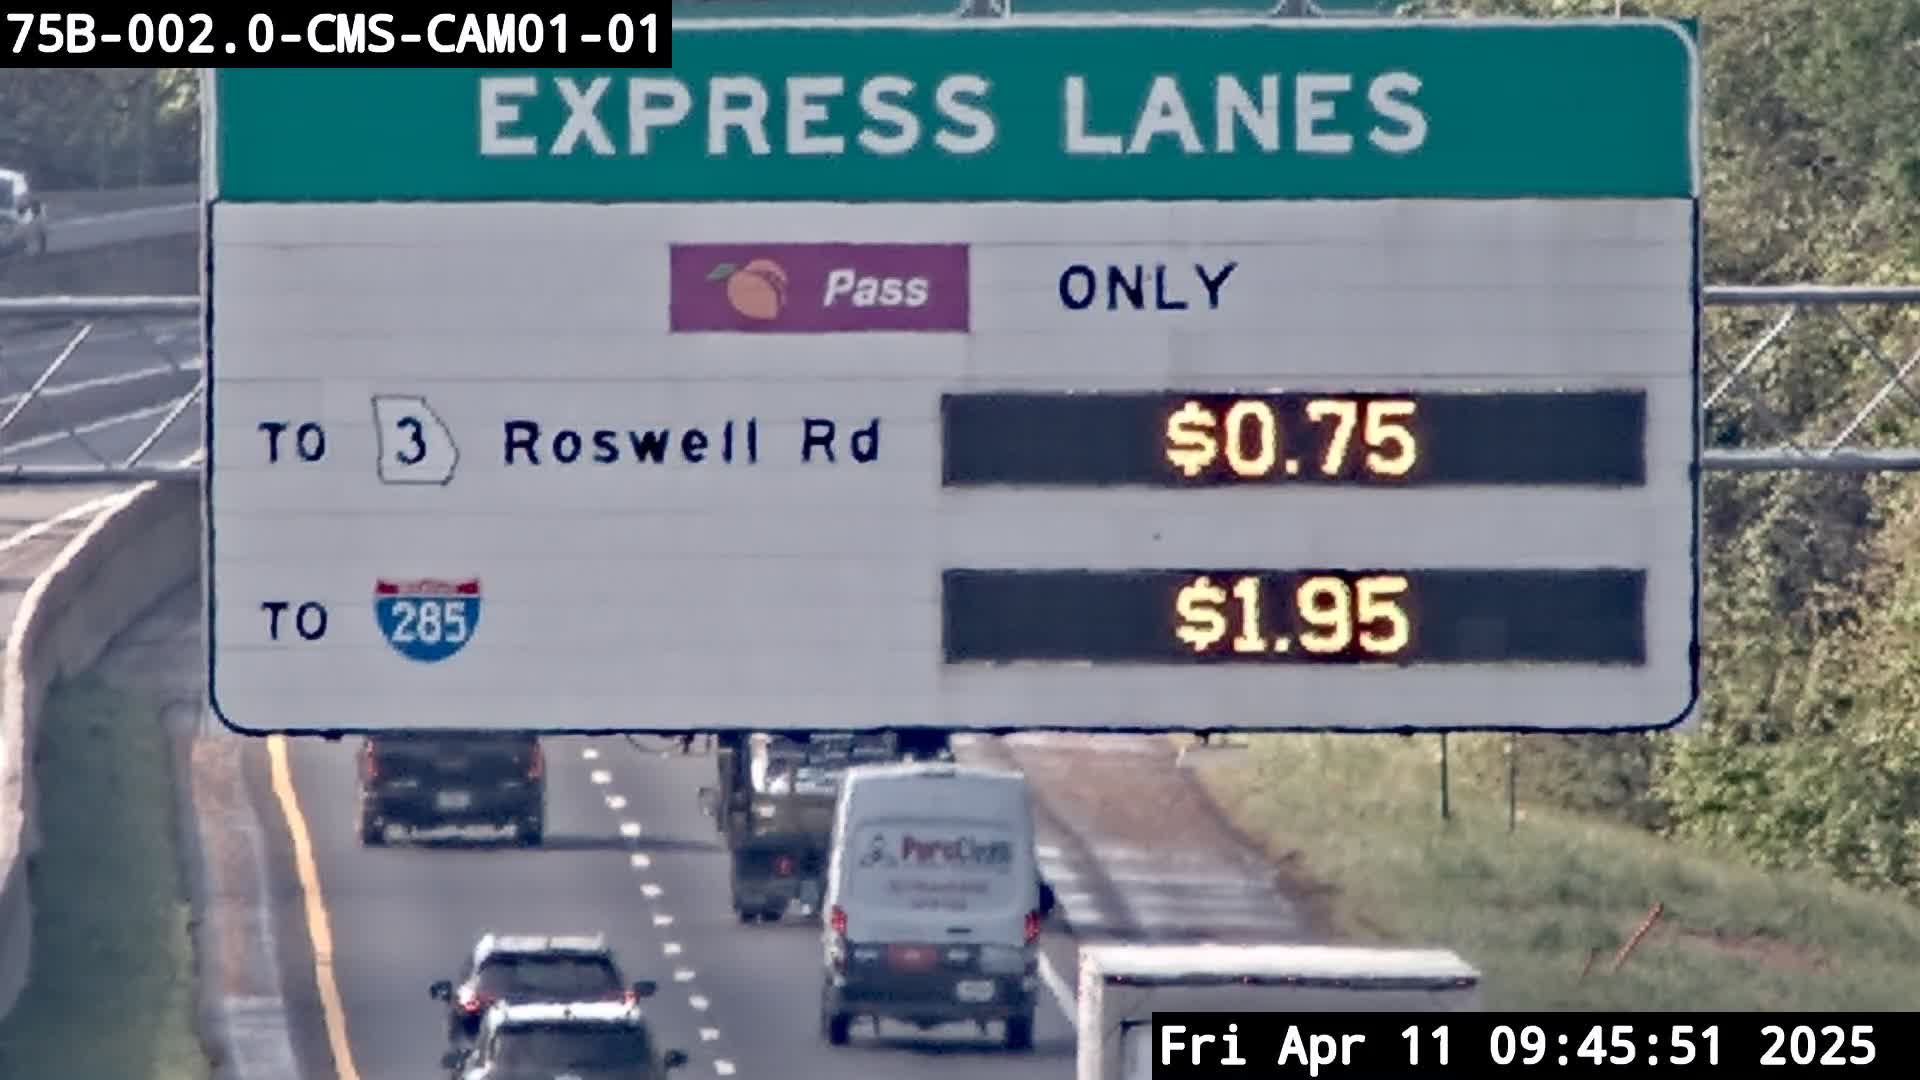 75B-002.0-CMS-CAM01-01
EXPRESS LANES
Pass ONLY
TO 3 Roswell Rd $0.75
TO 285 $1.95
PuroClean
Fri Apr 11 09:45:51 2025